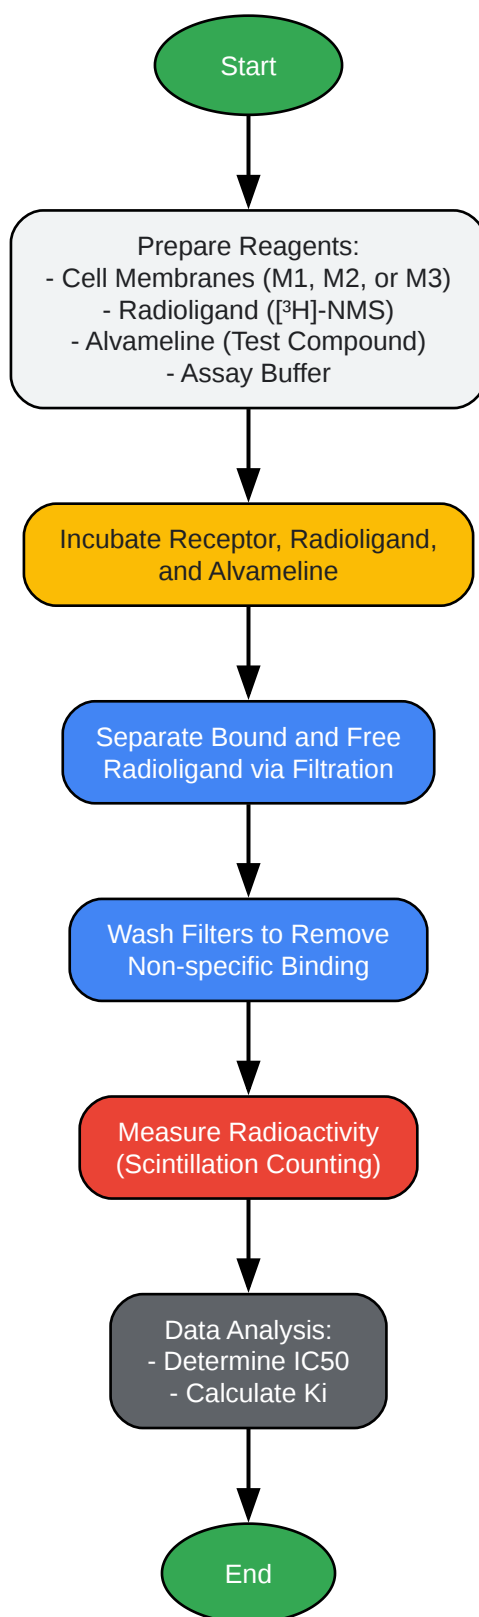 Start
Prepare Reagents:
- Cell Membranes (M1, M2, or M3)
- Radioligand ([³H]-NMS)
- Alvameline (Test Compound)
- Assay Buffer
Incubate Receptor, Radioligand,
and Alvameline
Separate Bound and Free
Radioligand via Filtration
Wash Filters to Remove
Non-specific Binding
Measure Radioactivity
(Scintillation Counting)
Data Analysis:
- Determine IC50
- Calculate Ki
End